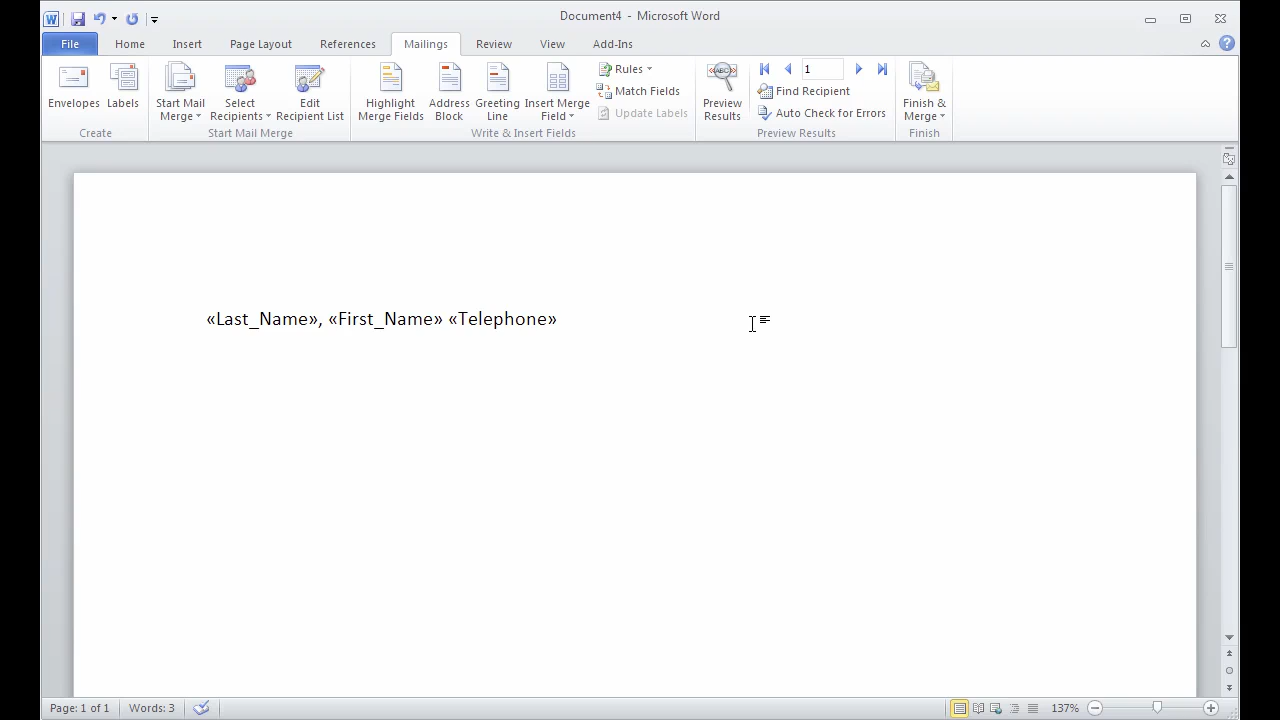 Document4 - Microsoft Word
File Home Insert Page Layout References Mailings Review View Add-Ins
Envelopes
Labels
Create
Start Mail
Merge
Select
Recipients
Edit
Recipient List
Start Mail Merge
Highlight
Merge Fields
Address
Block
Greeting
Line
Insert Merge
Field
Rules
Match Fields
Update Labels
Write & Insert Fields
Preview
Results
1
Find Recipient
Auto Check for Errors
Preview Results
Finish &
Merge
Finish
«Last_Name», «First_Name» «Telephone»
Page: 1 of 1 Words: 3 137%